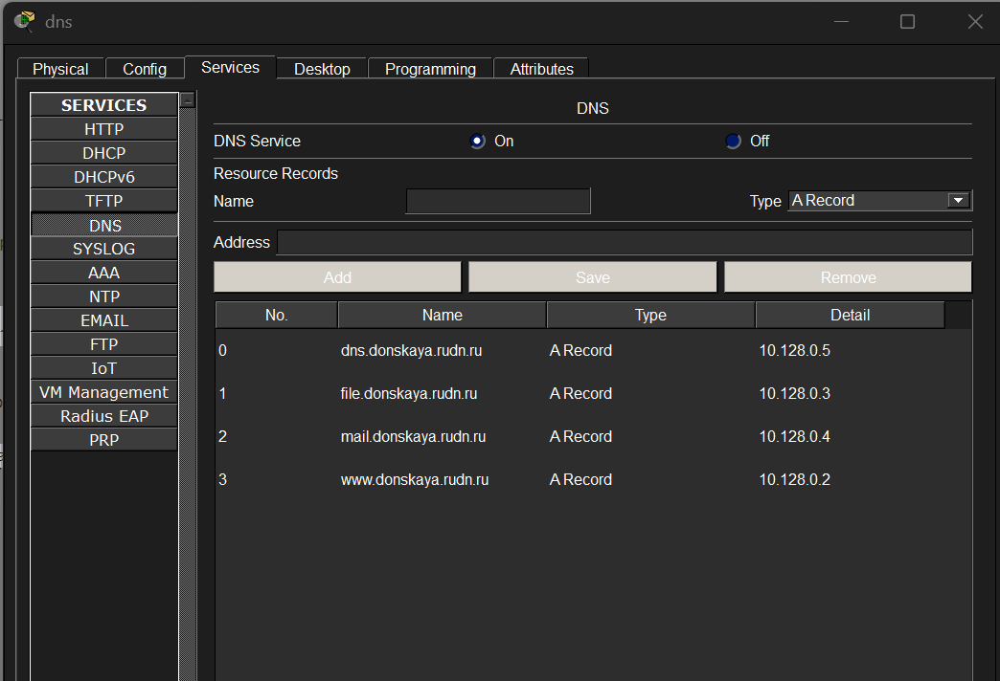 dns
Physical Config Services Desktop Programming Attributes
SERVICES
HTTP
DHCP
DHCPv6
TFTP
DNS
SYSLOG
AAA
NTP
EMAIL
FTP
IoT
VM Management
Radius EAP
PRP
DNS
DNS Service On Off
Resource Records
Name Type A Record
Address
Add Save Remove
No. Name Type Detail
0 dns.donskaya.rudn.ru A Record 10.128.0.5
1 file.donskaya.rudn.ru A Record 10.128.0.3
2 mail.donskaya.rudn.ru A Record 10.128.0.4
3 www.donskaya.rudn.ru A Record 10.128.0.2